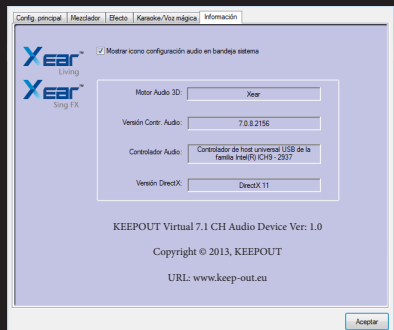 Config. principal Mezclador Efecto Karaoke/Voz mágica Información
Mostrar icono configuración audio en bandeja sistema
Xear™
Living
Xear™
Sing FX
Motor Audio 3D: Xear
Versión Contr. Audio: 7.0.8.2156
Controlador Audio: Controlador de host universal USB de la
familia Intel(R) ICH9 - 2937
Versión DirectX: DirectX 11
KEEPOUT Virtual 7.1 CH Audio Device Ver: 1.0
Copyright © 2013, KEEPOUT
URL: www.keep-out.eu
Aceptar